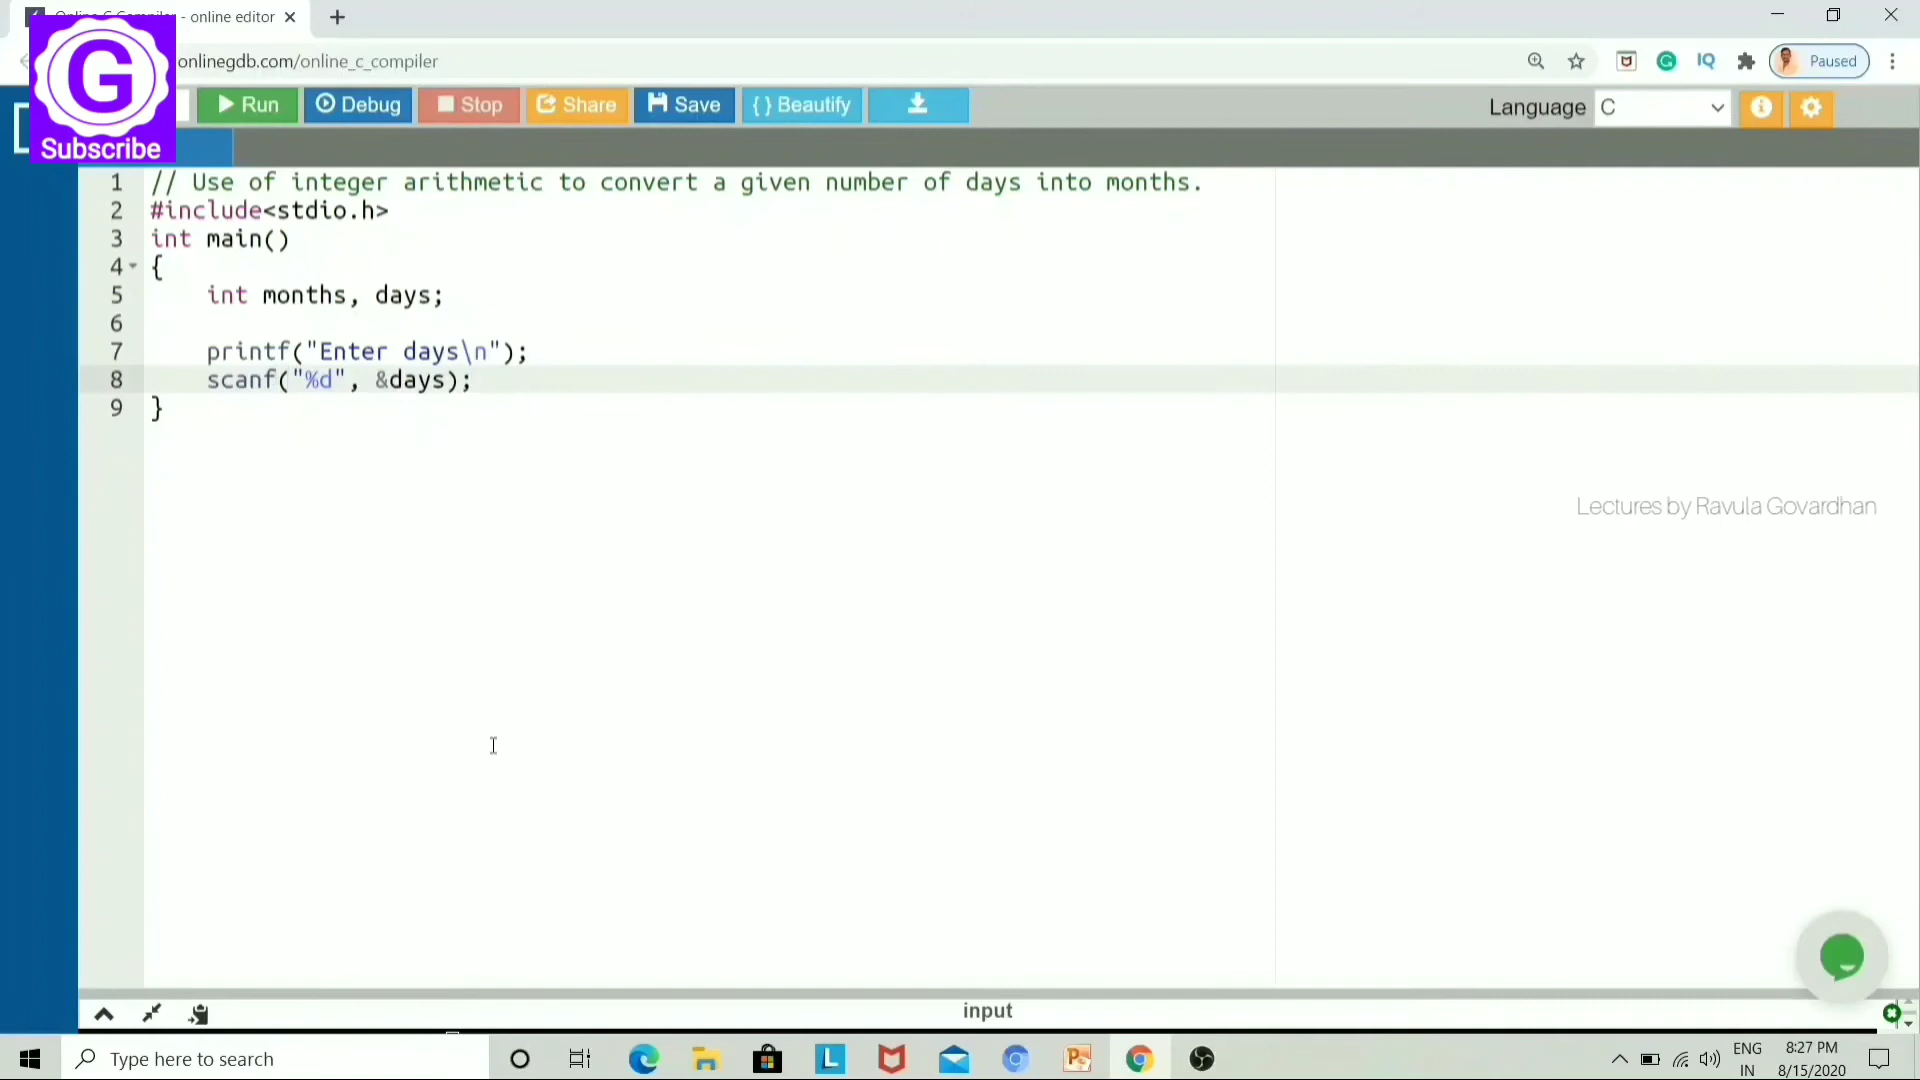 Online C Compiler - online editor
onlinegdb.com/online_c_compiler
IQ
Paused
G
Subscribe
Run
Debug
Stop
Share
Save
{ } Beautify
Language C
1 // Use of integer arithmetic to convert a given number of days into months.
2 #include<stdio.h>
3 int main()
4 {
5 int months, days;
6
7 printf("Enter days\n");
8 scanf("%d", &days);
9 }
Lectures by Ravula Govardhan
input
Type here to search
L
ENG
IN
8:27 PM
8/15/2020